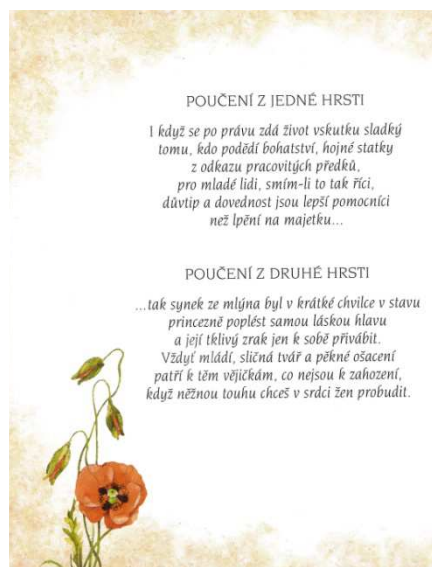 POUČENÍ Z JEDNÉ HRSTI
I když se po právu zdá život vskutku sladký
tomu, kdo podědí bohatství, hojné statky
z odkazu pracovitých předků,
pro mladé lidi, smím-li to tak říci,
důvtip a dovednost jsou lepší pomocníci
než lpění na majetku...
POUČENÍ Z DRUHÉ HRSTI
...tak synek ze mlýna byl v krátké chvilce v stavu
princezně poplést samou láskou hlavu
a její tklivý zrak jen k sobě přivábit.
Vždyť mládí, sličná tvář a pěkné ošacení
patří k těm vějičkám, co nejsou k zahození,
když něžnou touhu chceš v srdci žen probudit.